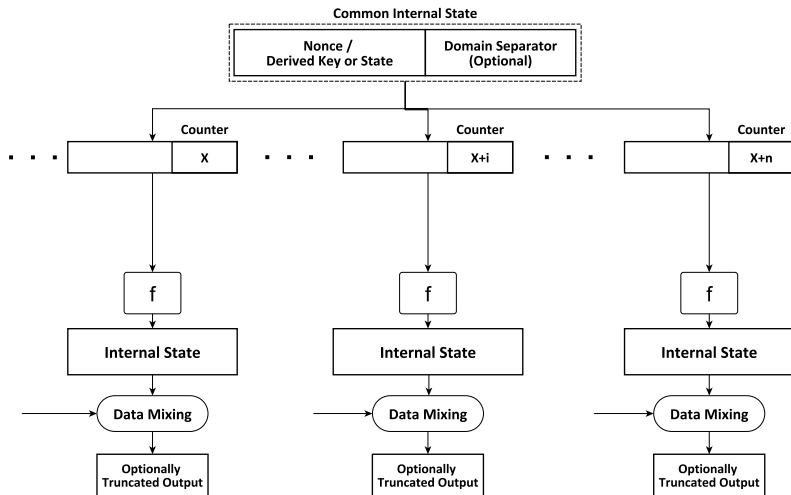 Common Internal State
Nonce /
Derived Key or State
Domain Separator
(Optional)
Counter
Counter
Counter
X
X+i
X+n
f
f
f
Internal State
Internal State
Internal State
Data Mixing
Data Mixing
Data Mixing
Optionally
Truncated Output
Optionally
Truncated Output
Optionally
Truncated Output